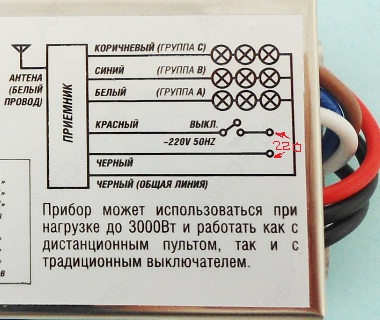 КОРИЧНЕВЫЙ (ГРУППА С)
СИНИЙ (ГРУППА В)
БЕЛЫЙ (ГРУППА А)
АНТЕНА
(БЕЛЫЙ
ПРОВОД)
ПРИЕМНИК
КРАСНЫЙ ВЫКЛ.
~220V 50HZ
220
ЧЕРНЫЙ
ЧЕРНЫЙ (ОБЩАЯ ЛИНИЯ)
Прибор может использоваться при
нагрузке до 3000Вт и работать как с
дистанционным пультом, так и с
традиционным выключателем.